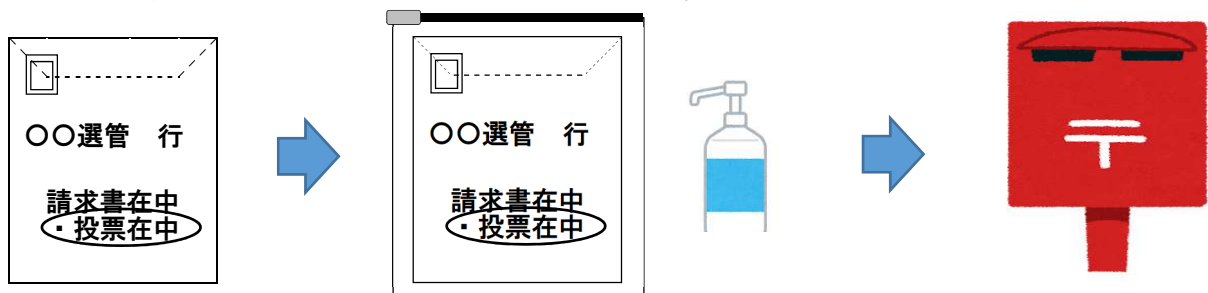 〇〇選管　行
請求書在中
・投票在中
〇〇選管　行
請求書在中
・投票在中
〒